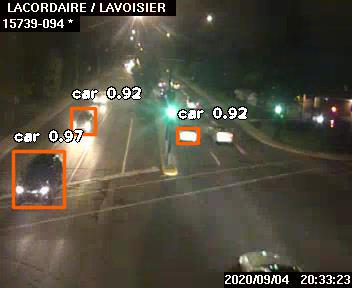 LACORDAIRE / LAVOISIER
15739-094 *
car 0.92
car 0.92
car 0.97
2020/09/04 20:33:23